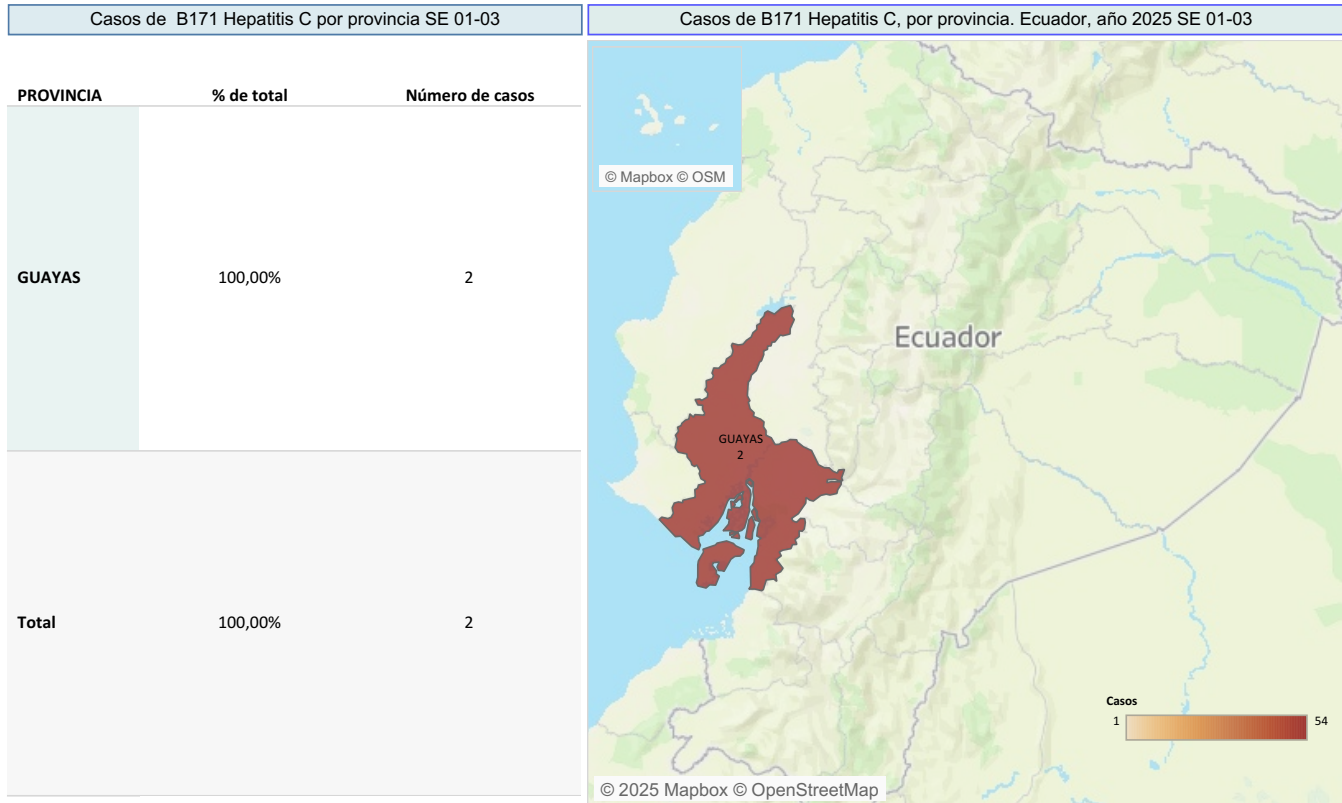 Casos de  B171 Hepatitis C por provincia SE 01-03
PROVINCIA % de total Número de casos
GUAYAS 100,00% 2
Total 100,00% 2
Casos de B171 Hepatitis C, por provincia. Ecuador, año 2025 SE 01-03
© Mapbox © OSM
Ecuador
GUAYAS
2
Casos
1 54
© 2025 Mapbox © OpenStreetMap